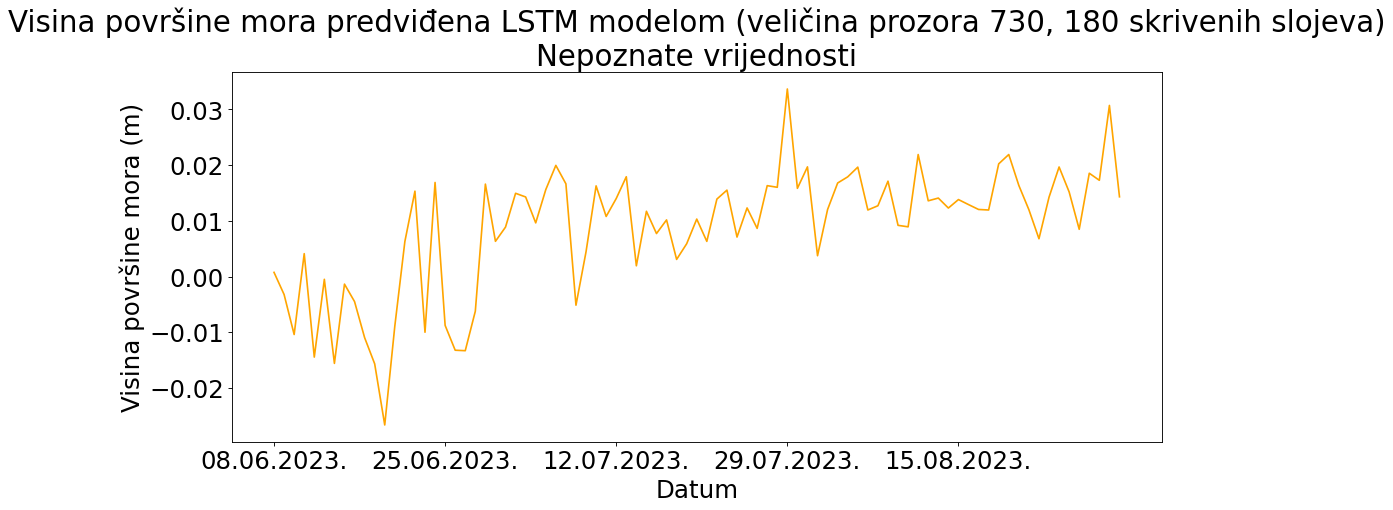 Visina površine mora predviđena LSTM modelom (veličina prozora 730, 180 skrivenih slojeva)
Nepoznate vrijednosti
Visina površine mora (m)
0.03
0.02
0.01
0.00
−0.01
−0.02
08.06.2023. 25.06.2023. 12.07.2023. 29.07.2023. 15.08.2023.
Datum